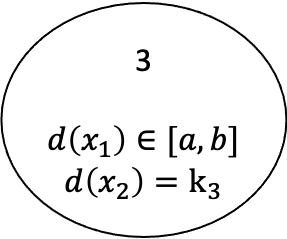 3
d(x₁) ∈ [a, b]
d(x₂) = k₃